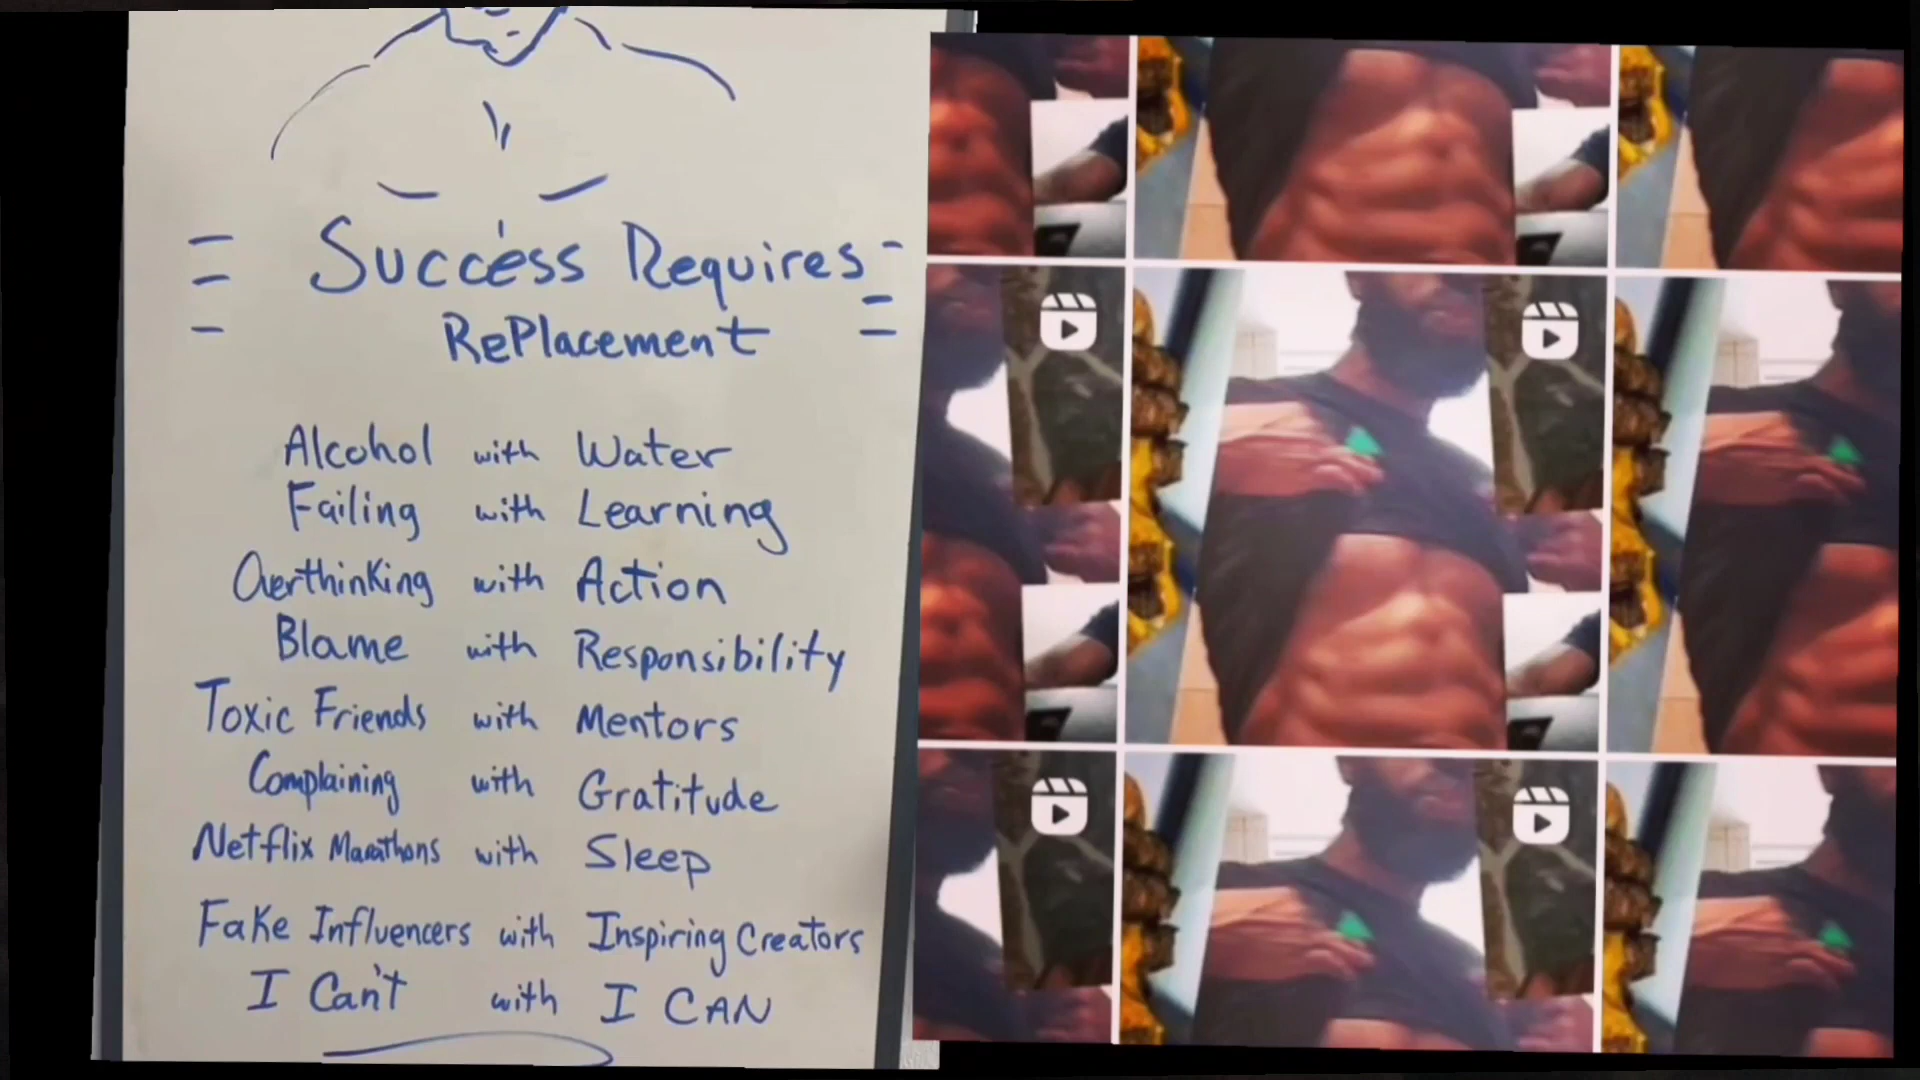 Success Requires
Replacement
Alcohol with Water
Failing with Learning
Overthinking with Action
Blame with Responsibility
Toxic Friends with Mentors
Complaining with Gratitude
Netflix Marathons with Sleep
Fake Influencers with Inspiring Creators
I Can't with I CAN